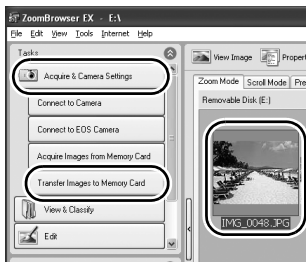 ZoomBrowser EX - E:\
File Edit View Tools Internet Help
Tasks
Acquire & Camera Settings
Connect to Camera
Connect to EOS Camera
Acquire Images from Memory Card
Transfer Images to Memory Card
View & Classify
Edit
View Image
Zoom Mode Scroll Mode
Removable Disk (E:)
IMG_0048.JPG